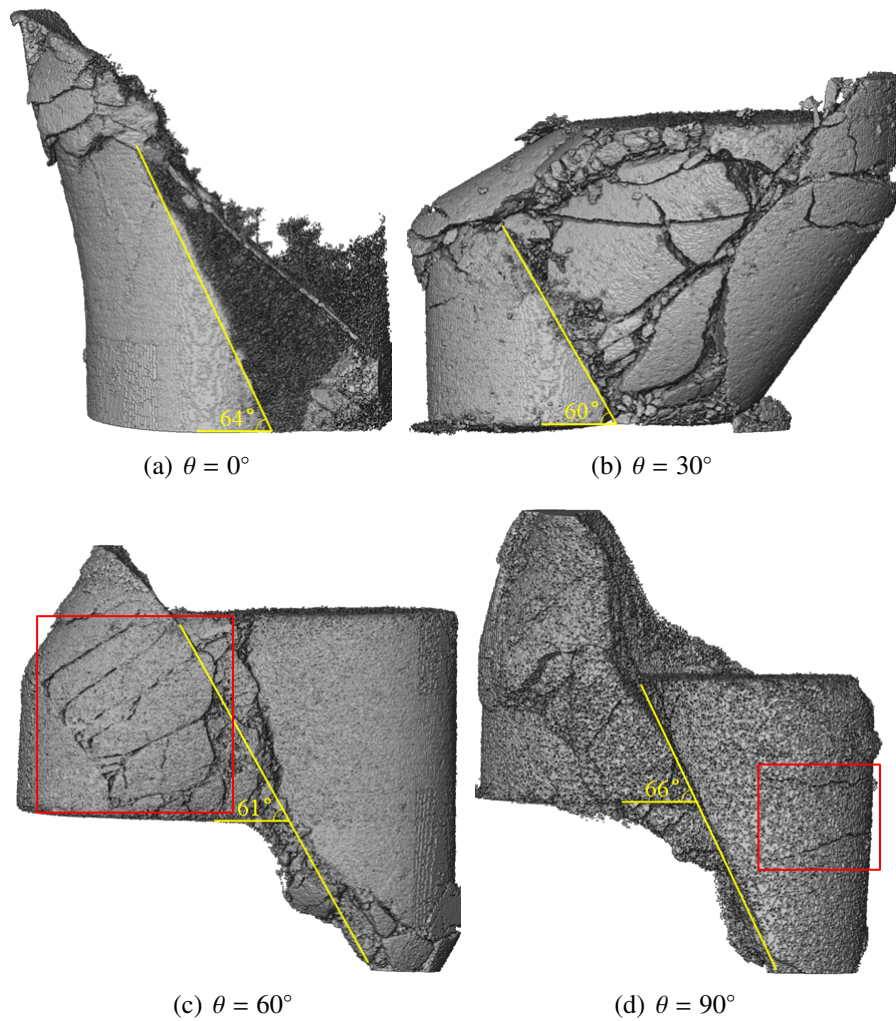 64°
60°
(a) θ = 0°
(b) θ = 30°
61°
66°
(c) θ = 60°
(d) θ = 90°